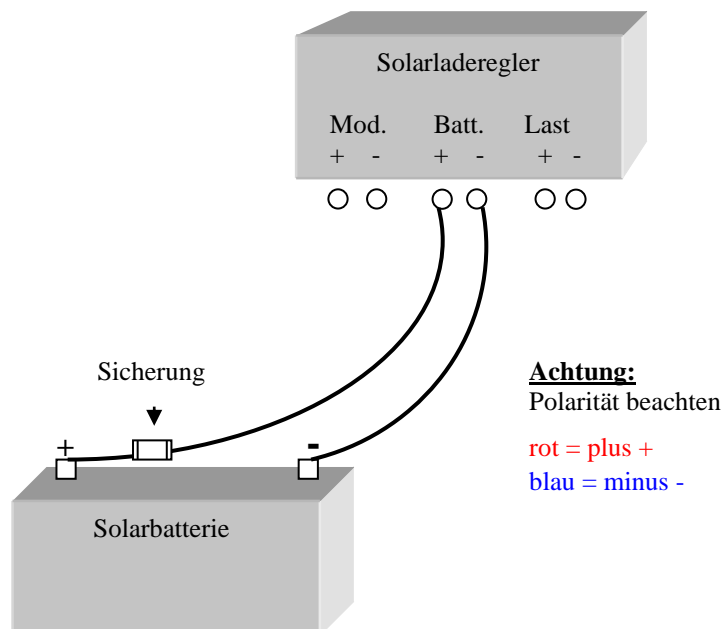 Solarladeregler
Mod. Batt. Last
+ - + - + -
Sicherung
+ -
Solarbatterie
Achtung:
Polarität beachten
rot = plus +
blau = minus -